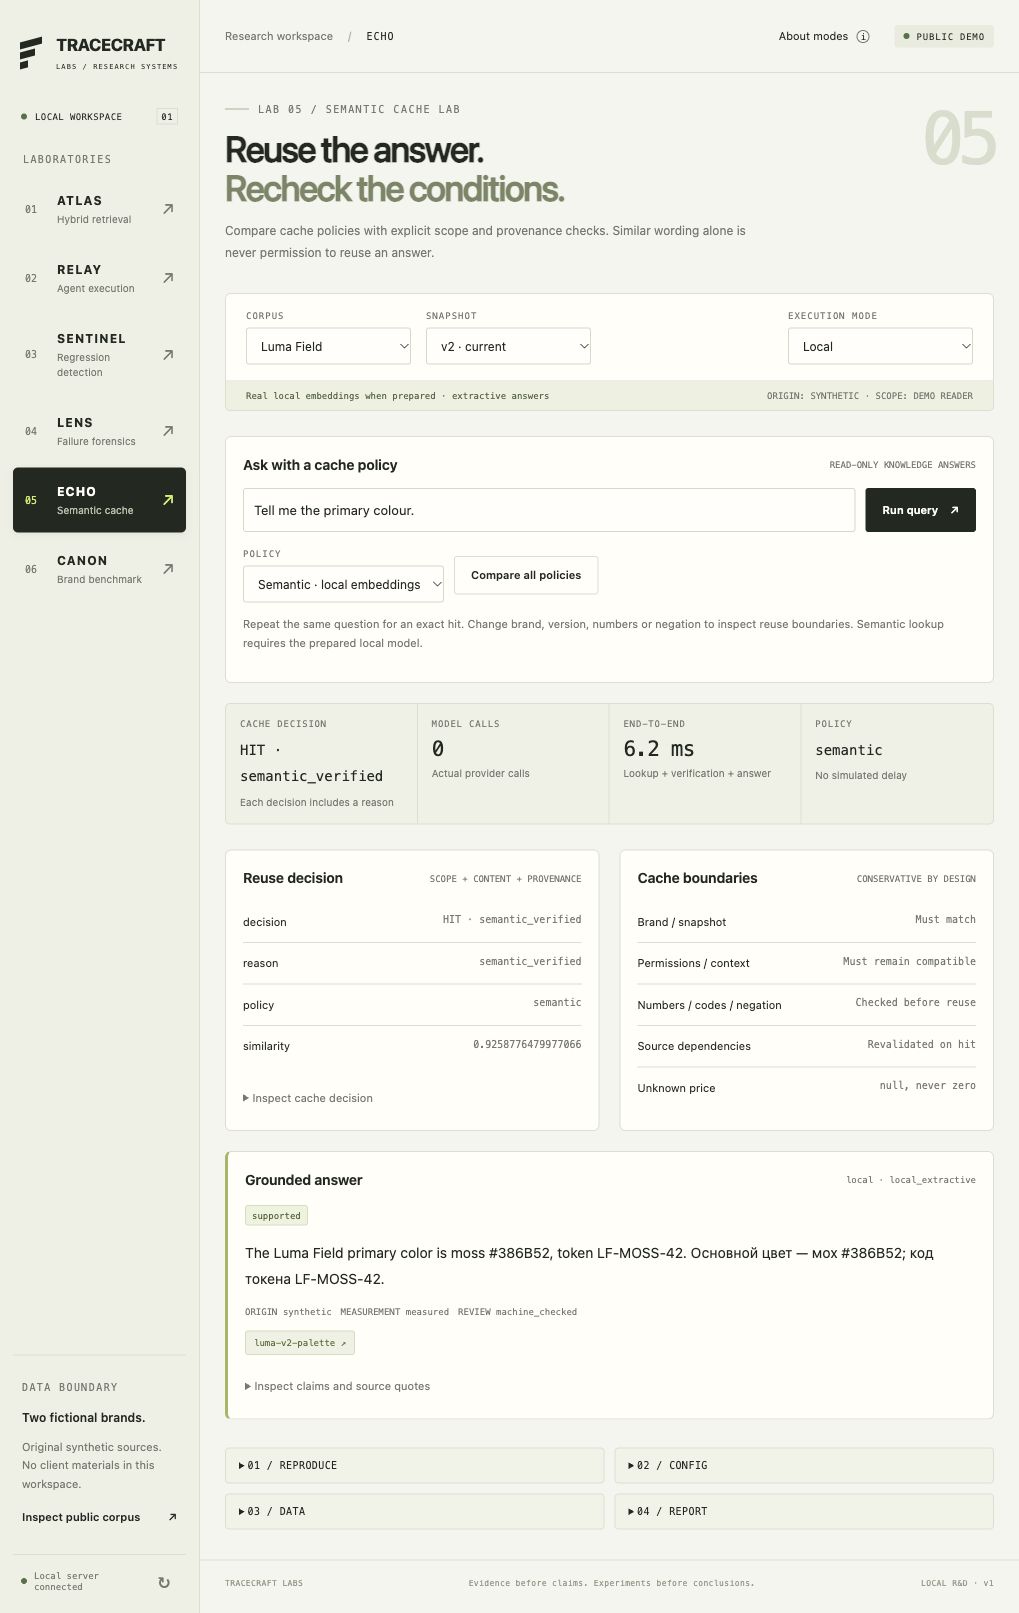 TRACECRAFT
LABS / RESEARCH SYSTEMS
LOCAL WORKSPACE 01
LABORATORIES
01 ATLAS
Hybrid retrieval
02 RELAY
Agent execution
03 SENTINEL
Regression
detection
04 LENS
Failure forensics
05 ECHO
Semantic cache
06 CANON
Brand benchmark
DATA BOUNDARY
Two fictional brands.
Original synthetic sources.
No client materials in this
workspace.
Inspect public corpus ↗
Local server
connected ↻
Research workspace / ECHO
About modes ⓘ PUBLIC DEMO
LAB 05 / SEMANTIC CACHE LAB
05
Reuse the answer.
Recheck the conditions.
Compare cache policies with explicit scope and provenance checks. Similar wording alone is
never permission to reuse an answer.
CORPUS SNAPSHOT EXECUTION MODE
Luma Field v2 · current Local
Real local embeddings when prepared · extractive answers ORIGIN: SYNTHETIC · SCOPE: DEMO READER
Ask with a cache policy READ-ONLY KNOWLEDGE ANSWERS
Tell me the primary colour. Run query ↗
POLICY
Semantic · local embeddings Compare all policies
Repeat the same question for an exact hit. Change brand, version, numbers or negation to inspect reuse boundaries. Semantic lookup
requires the prepared local model.
CACHE DECISION
HIT ·
semantic_verified
Each decision includes a reason
MODEL CALLS
0
Actual provider calls
END-TO-END
6.2 ms
Lookup + verification + answer
POLICY
semantic
No simulated delay
Reuse decision SCOPE + CONTENT + PROVENANCE
decision HIT · semantic_verified
reason semantic_verified
policy semantic
similarity 0.9258776479977066
▶ Inspect cache decision
Cache boundaries CONSERVATIVE BY DESIGN
Brand / snapshot Must match
Permissions / context Must remain compatible
Numbers / codes / negation Checked before reuse
Source dependencies Revalidated on hit
Unknown price null, never zero
Grounded answer local · local_extractive
supported
The Luma Field primary color is moss #386B52, token LF-MOSS-42. Основной цвет — мох #386B52; код
токена LF-MOSS-42.
ORIGIN synthetic MEASUREMENT measured REVIEW machine_checked
luma-v2-palette ↗
▶ Inspect claims and source quotes
▶ 01 / REPRODUCE
▶ 02 / CONFIG
▶ 03 / DATA
▶ 04 / REPORT
TRACECRAFT LABS Evidence before claims. Experiments before conclusions. LOCAL R&D · v1